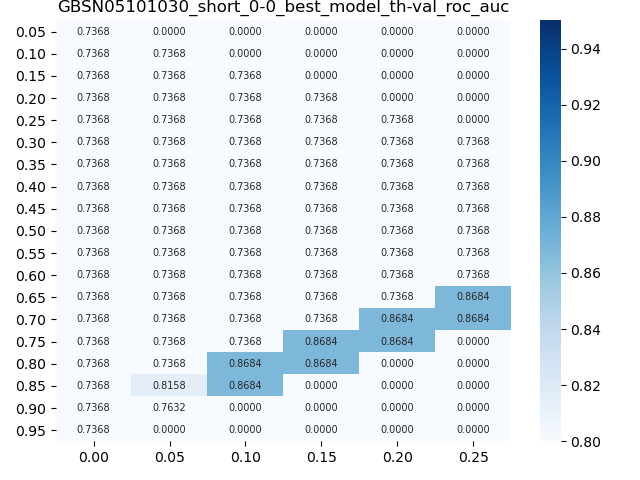 GBSN05101030_short_0-0_best_model_th-val_roc_auc
0.05 0.7368 0.0000 0.0000 0.0000 0.0000 0.0000
0.10 0.7368 0.7368 0.0000 0.0000 0.0000 0.0000
0.15 0.7368 0.7368 0.7368 0.0000 0.0000 0.0000
0.20 0.7368 0.7368 0.7368 0.7368 0.0000 0.0000
0.25 0.7368 0.7368 0.7368 0.7368 0.7368 0.0000
0.30 0.7368 0.7368 0.7368 0.7368 0.7368 0.7368
0.35 0.7368 0.7368 0.7368 0.7368 0.7368 0.7368
0.40 0.7368 0.7368 0.7368 0.7368 0.7368 0.7368
0.45 0.7368 0.7368 0.7368 0.7368 0.7368 0.7368
0.50 0.7368 0.7368 0.7368 0.7368 0.7368 0.7368
0.55 0.7368 0.7368 0.7368 0.7368 0.7368 0.7368
0.60 0.7368 0.7368 0.7368 0.7368 0.7368 0.7368
0.65 0.7368 0.7368 0.7368 0.7368 0.7368 0.8684
0.70 0.7368 0.7368 0.7368 0.7368 0.8684 0.8684
0.75 0.7368 0.7368 0.7368 0.8684 0.8684 0.0000
0.80 0.7368 0.7368 0.8684 0.8684 0.0000 0.0000
0.85 0.7368 0.8158 0.8684 0.0000 0.0000 0.0000
0.90 0.7368 0.7632 0.0000 0.0000 0.0000 0.0000
0.95 0.7368 0.0000 0.0000 0.0000 0.0000 0.0000
0.00 0.05 0.10 0.15 0.20 0.25
0.94
0.92
0.90
0.88
0.86
0.84
0.82
0.80